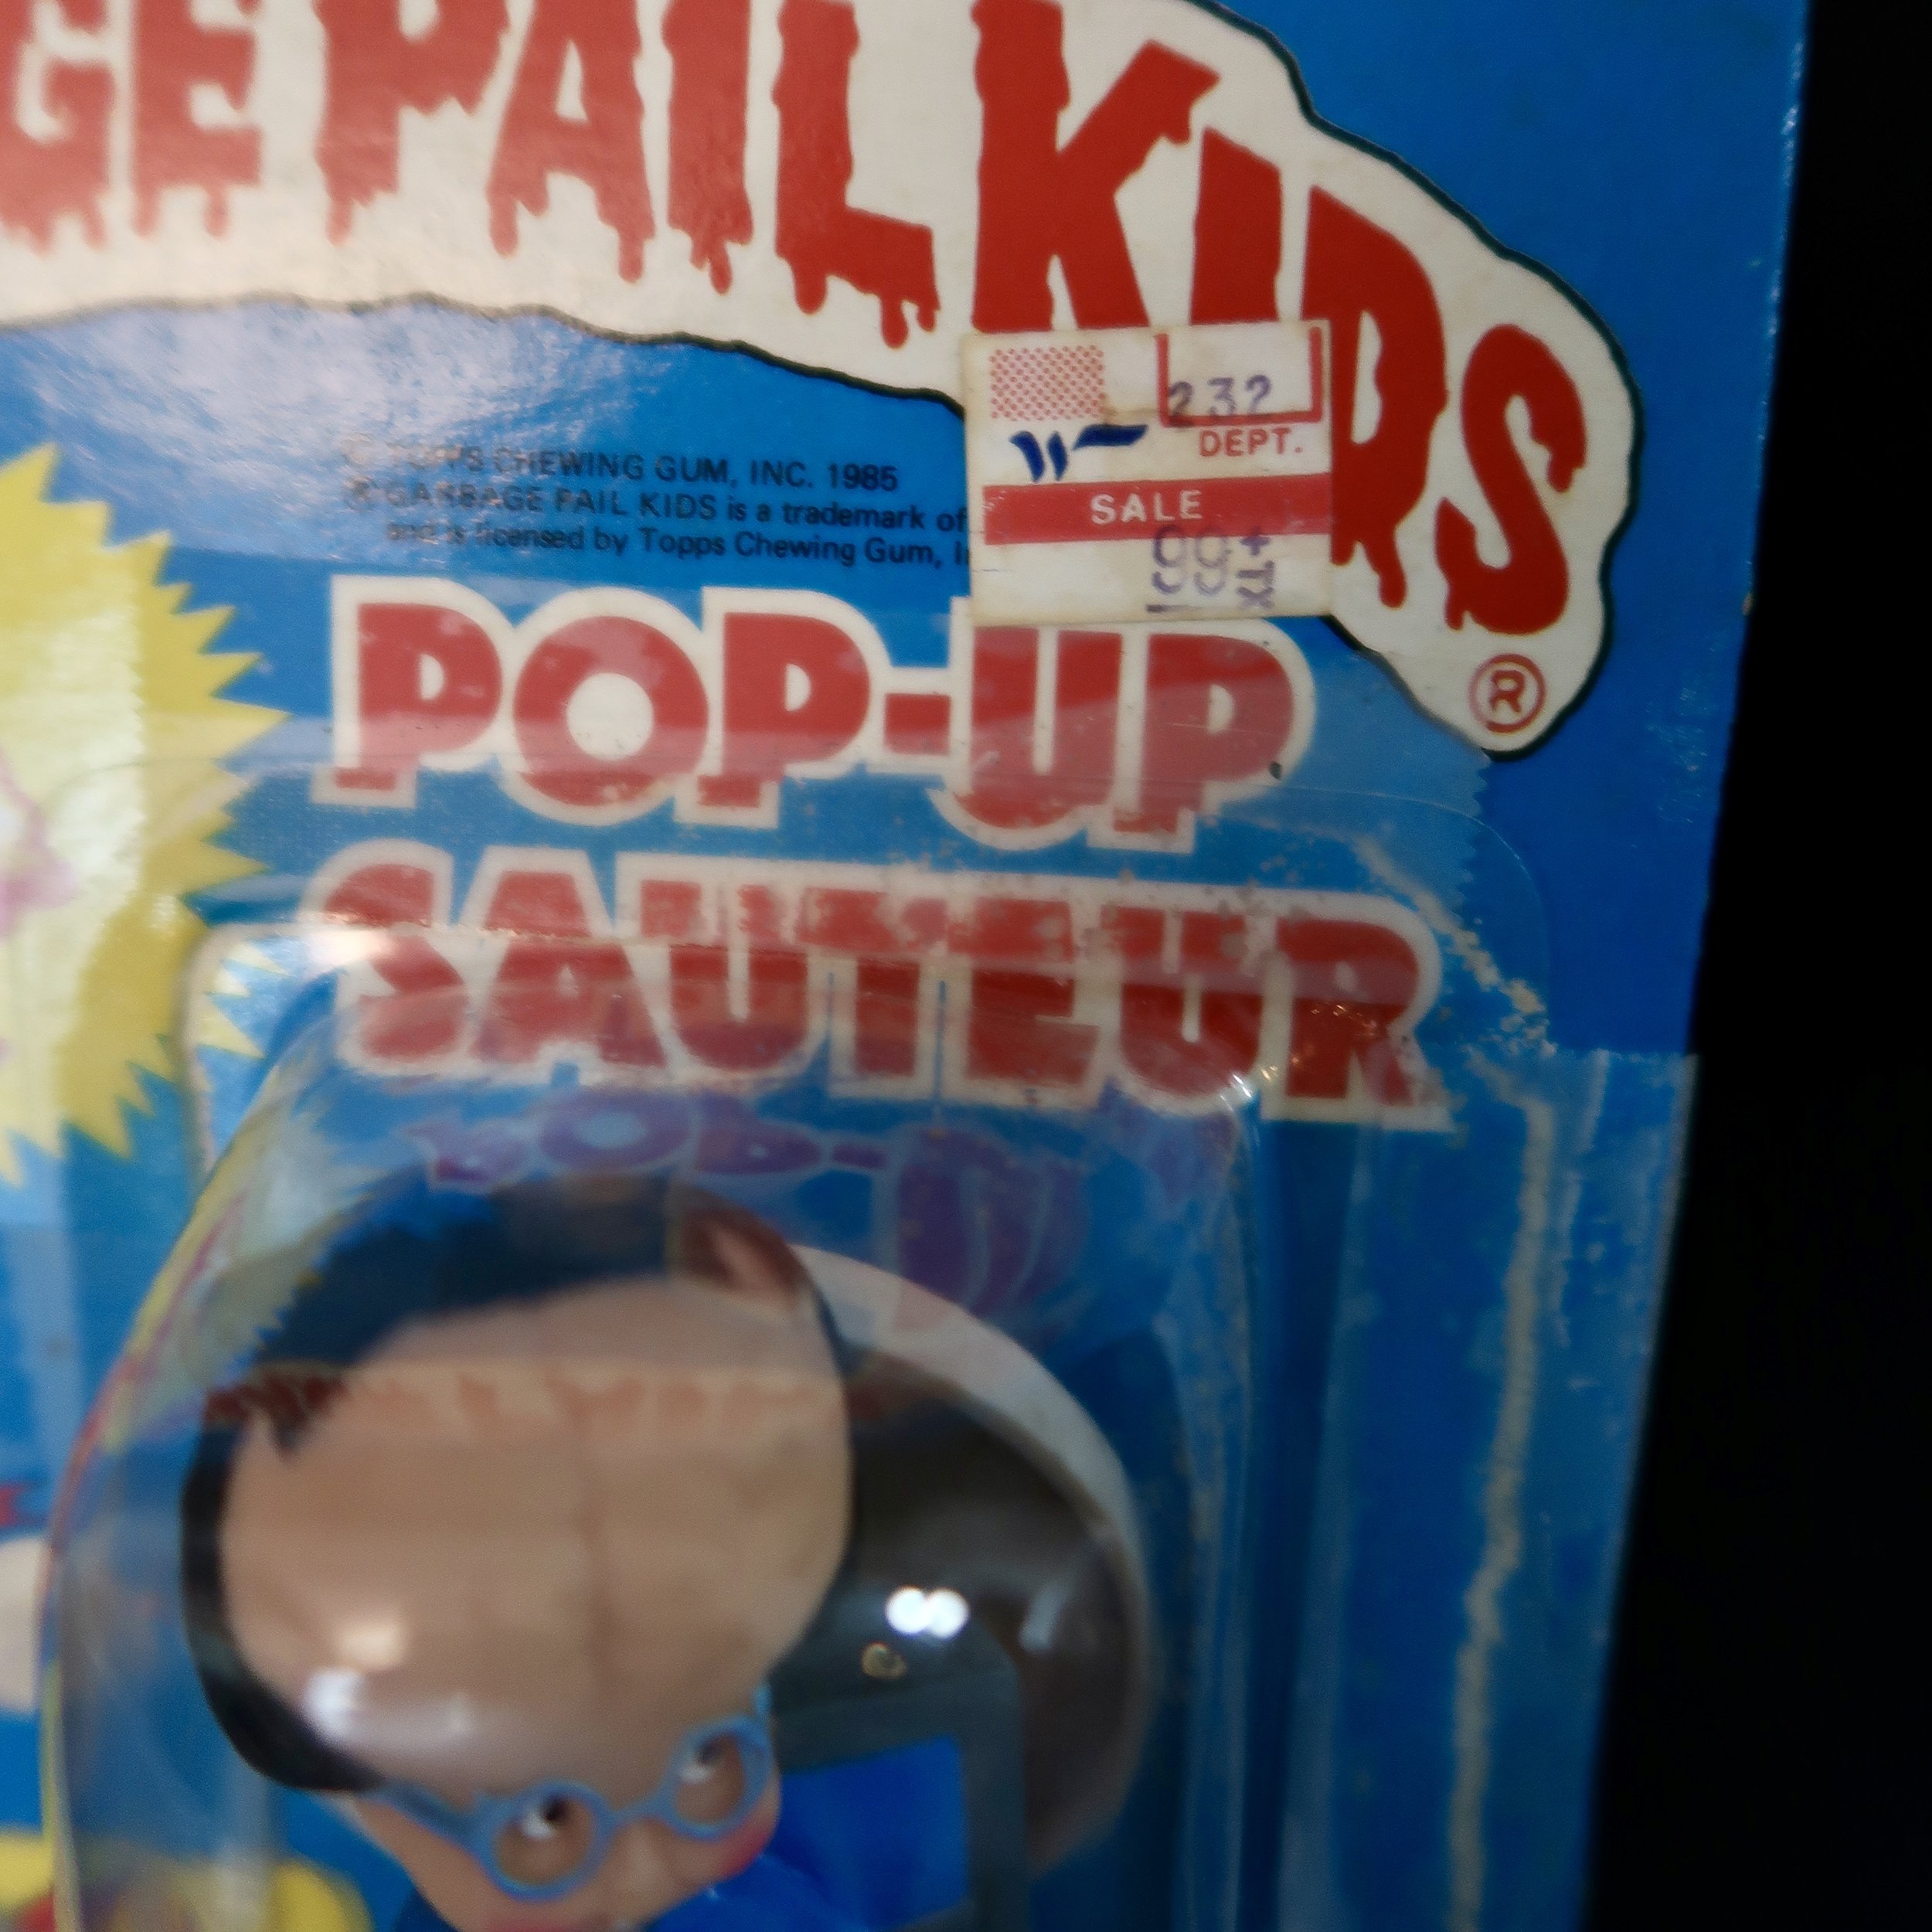 GE PAIL KIDS ®
© TOPPS CHEWING GUM, INC. 1985
® GARBAGE PAIL KIDS is a trademark of
and is licensed by Topps Chewing Gum,
232
DEPT.
SALE
99
POP-UP
SAUTEUR